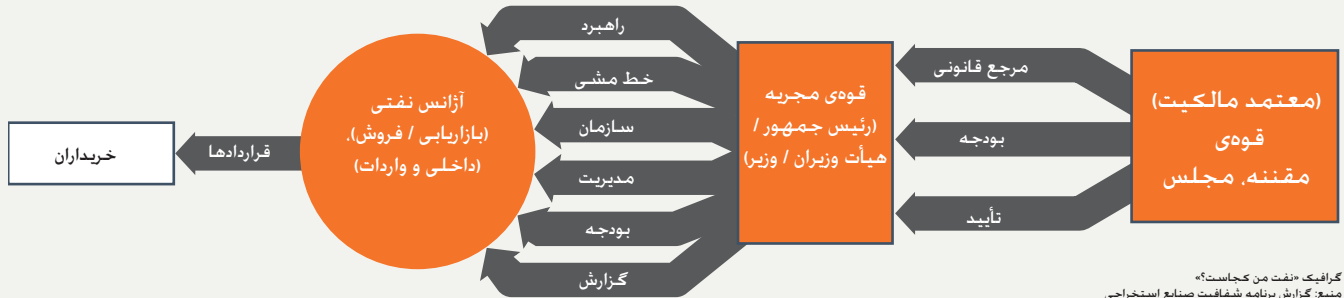 (معتمد مالکیت)
قوه‌ی
مقننه، مجلس
مرجع قانونی
بودجه
تأیید
قوه‌ی مجریه
(رئیس جمهور /
هیأت وزیران / وزیر)
راهبرد
خط مشی
سازمان
مدیریت
بودجه
گزارش
آژانس نفتی
(بازاریابی / فروش)،
(داخلی و واردات)
قراردادها
خریداران
گرافیک «نفت من کجاست؟»
منبع: گزارش برنامه شفافیت صنایع استخراجی